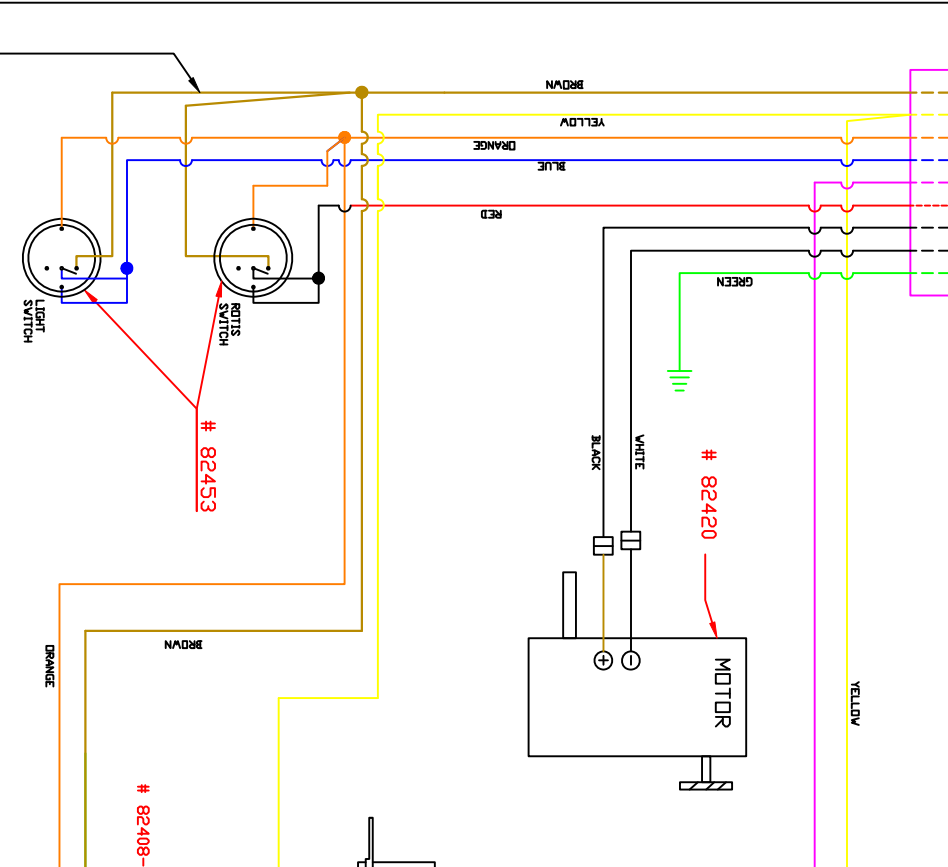 BROWN
YELLOW
ORANGE
BLUE
RED
GREEN
LIGHT
SWITCH
ROTIS
SWITCH
# 82453
BLACK
WHITE
# 82420
MOTOR
BROWN
ORANGE
YELLOW
# 82408-